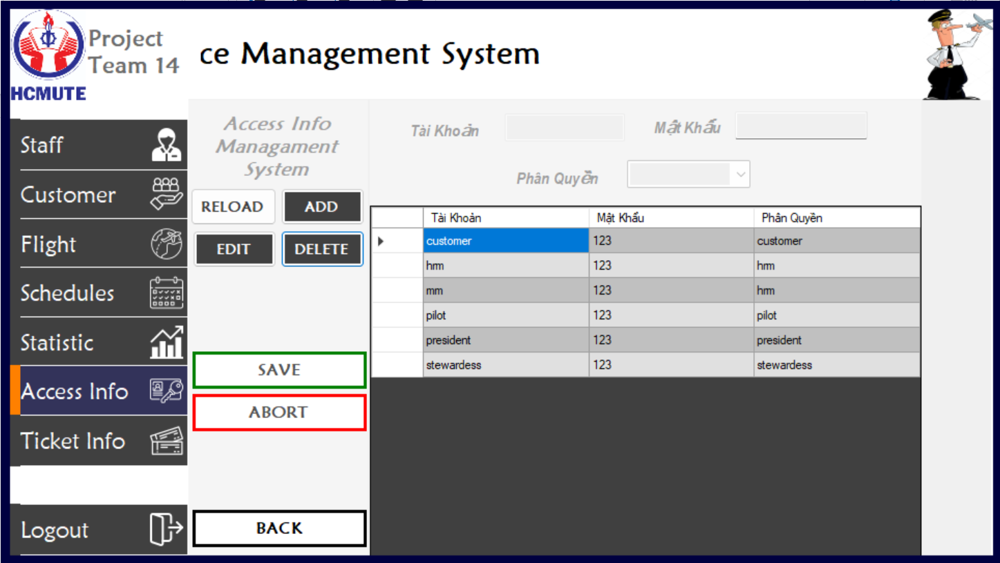 Project
Team 14
HCMUTE
ce Management System
Staff
Customer
Flight
Schedules
Statistic
Access Info
Ticket Info
Logout
Access Info
Managament
System
RELOAD
ADD
EDIT
DELETE
SAVE
ABORT
BACK
Tài Khoản
Mật Khẩu
Phân Quyền
Tài Khoản Mật Khẩu Phân Quyền
customer 123 customer
hrm 123 hrm
mm 123 hrm
pilot 123 pilot
president 123 president
stewardess 123 stewardess